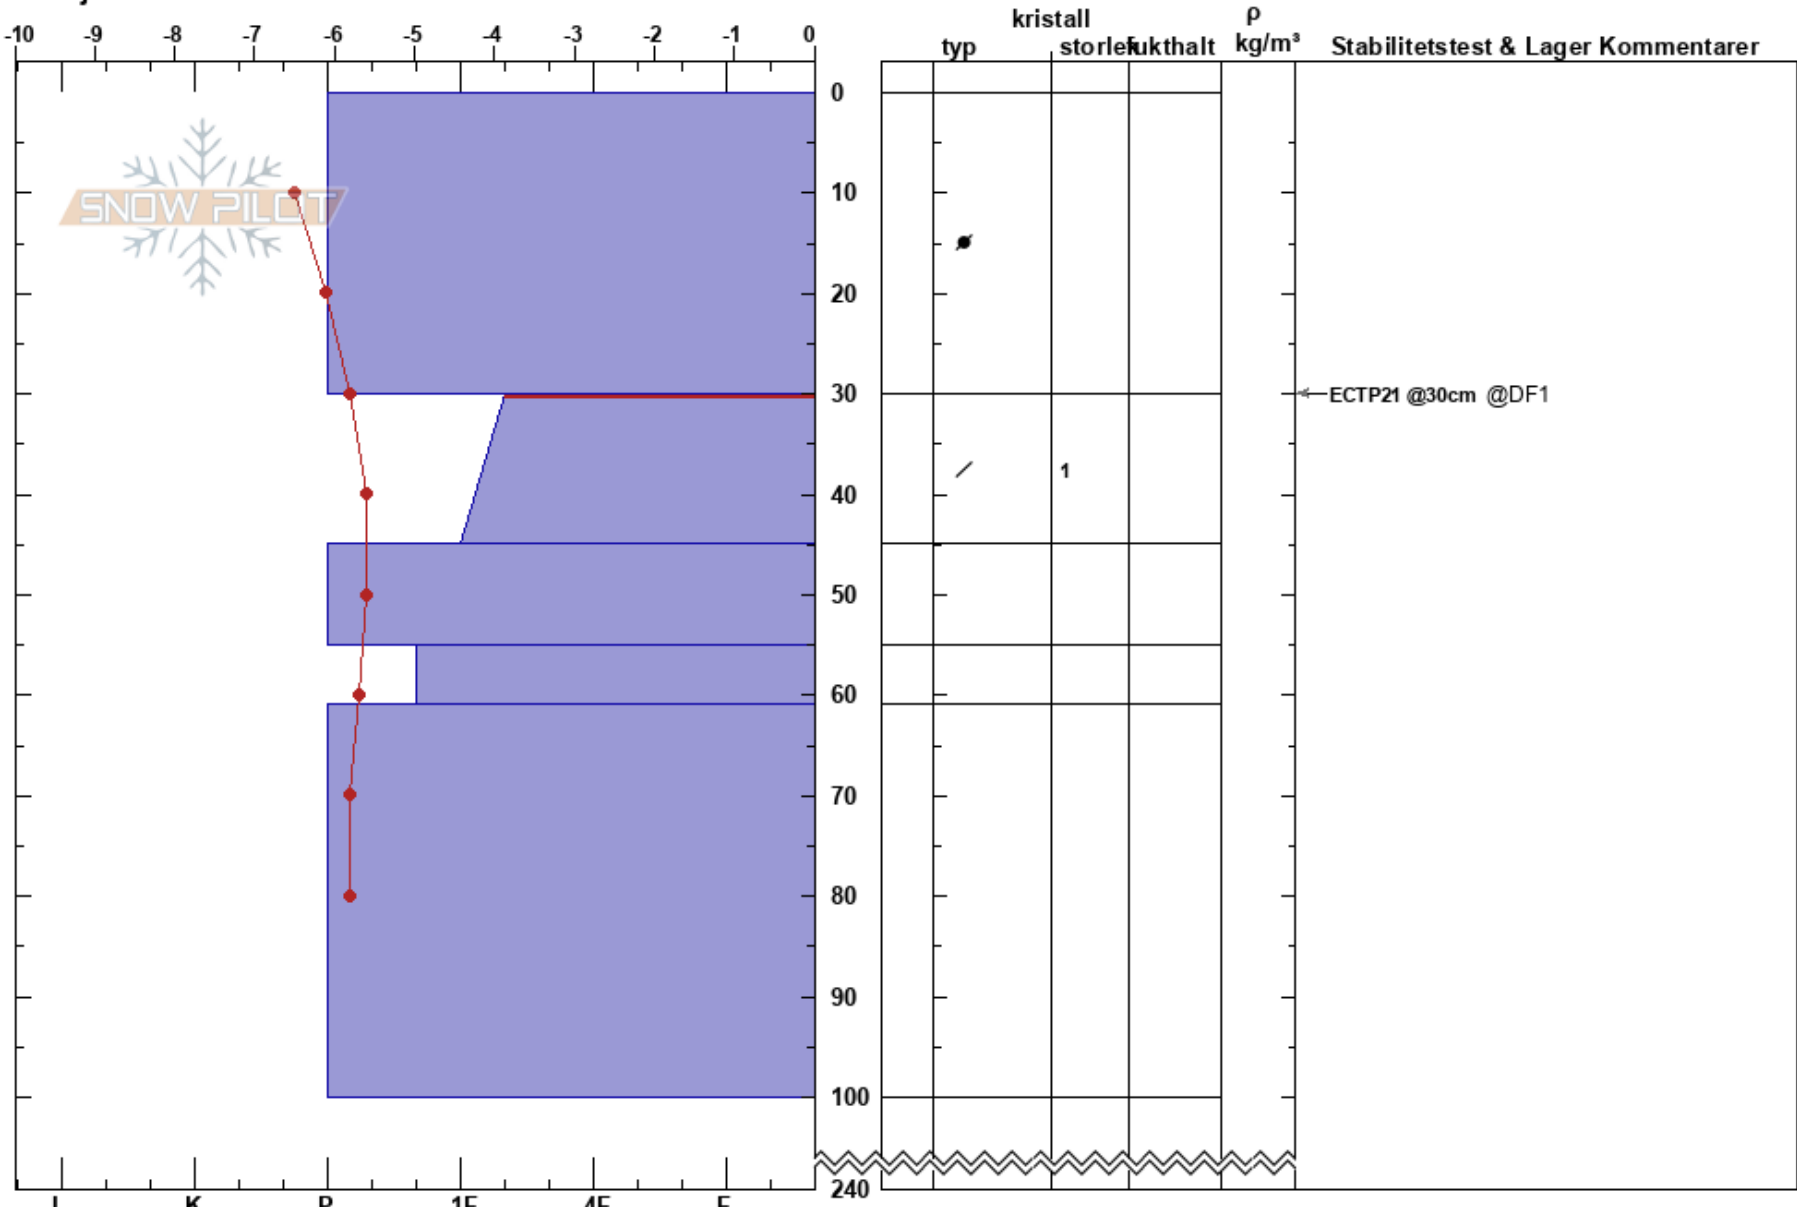 kristall ρ
-10 -9 -8 -7 -6 -5 -4 -3 -2 -1 0 typ storlek fukthalt kg/m³ Stabilitetstest & Lager Kommentarer
0
SNOW PILOT
10
20
30 ECTP21 @30cm @DF1
1
40
50
60
70
80
90
100
240
I K P 1F 4F F